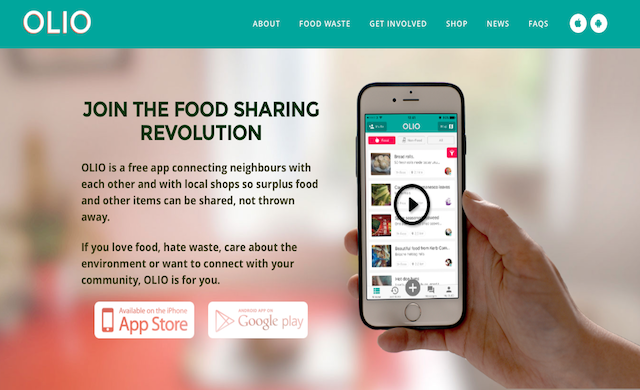 OLIO
ABOUT FOOD WASTE GET INVOLVED SHOP NEWS FAQS
JOIN THE FOOD SHARING
REVOLUTION
OLIO is a free app connecting neighbours with
each other and with local shops so surplus food
and other items can be shared, not thrown
away.
If you love food, hate waste, care about the
environment or want to connect with your
community, OLIO is for you.
Available on the iPhone
App Store
ANDROID APP ON
Google play
OLIO
Food
Bread rolls